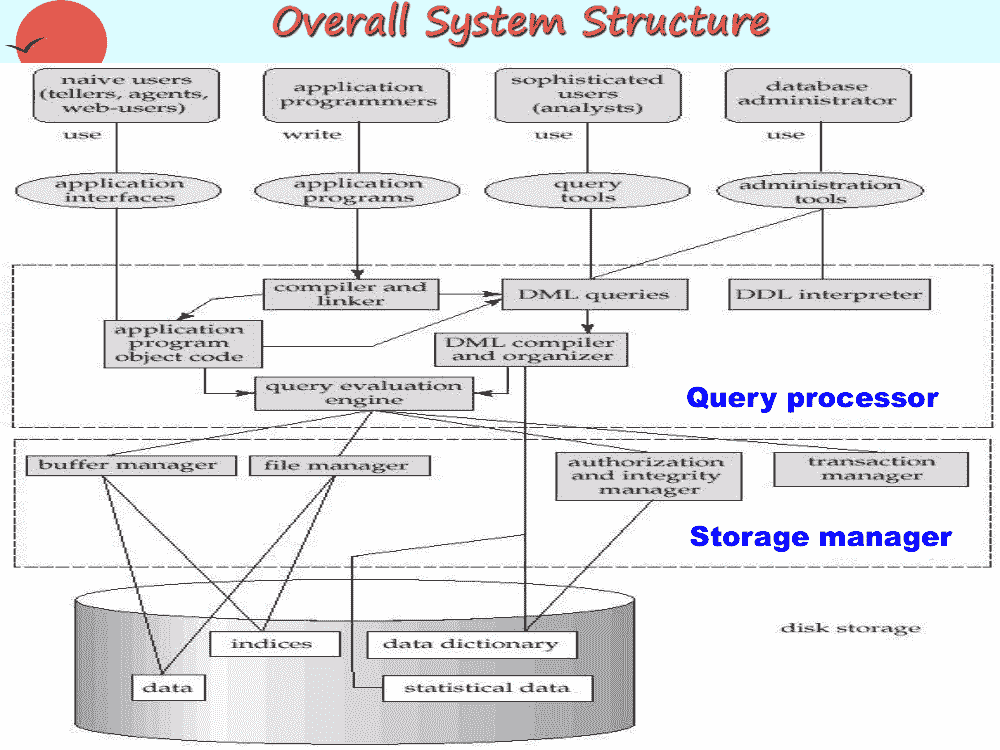 Overall System Structure
naive users
(tellers, agents,
web-users)
application
programmers
sophisticated
users
(analysts)
database
administrator
use
write
use
use
application
interfaces
application
programs
query
tools
administration
tools
compiler and
linker
DML queries
DDL interpreter
application
program
object code
DML compiler
and organizer
query evaluation
engine
Query processor
buffer manager
file manager
authorization
and integrity
manager
transaction
manager
Storage manager
disk storage
indices
data dictionary
data
statistical data